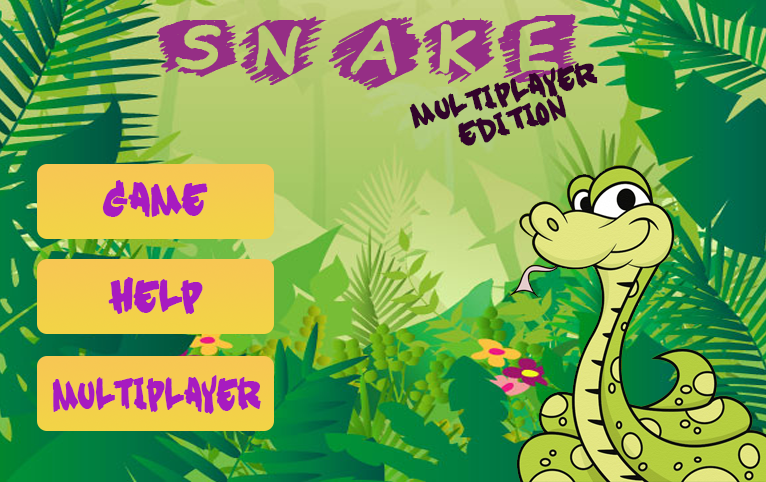 SNAKE
MULTIPLAYER
EDITION
GAME
HELP
MULTIPLAYER